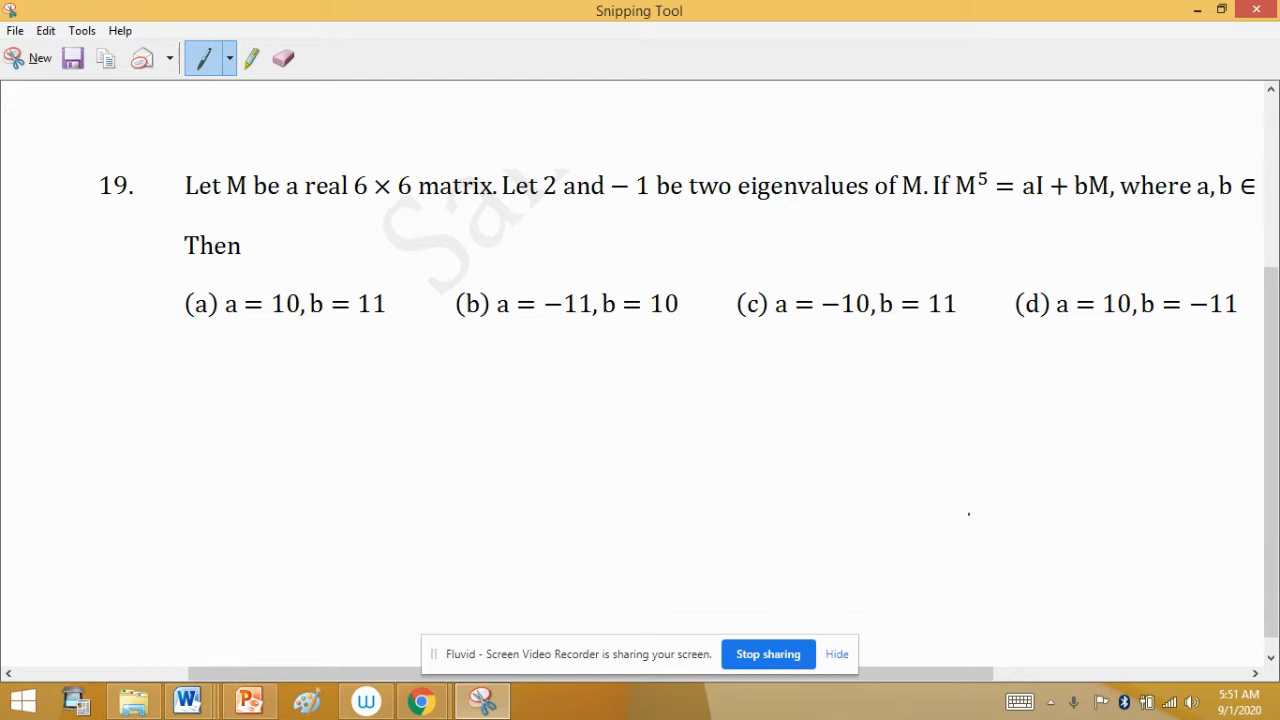 Snipping Tool
File Edit Tools Help
New
19. Let M be a real 6 × 6 matrix. Let 2 and − 1 be two eigenvalues of M. If M⁵ = aI + bM, where a, b ∈
Then
(a) a = 10, b = 11 (b) a = −11, b = 10 (c) a = −10, b = 11 (d) a = 10, b = −11
Fluvid - Screen Video Recorder is sharing your screen. Stop sharing Hide
5:51 AM
9/1/2020